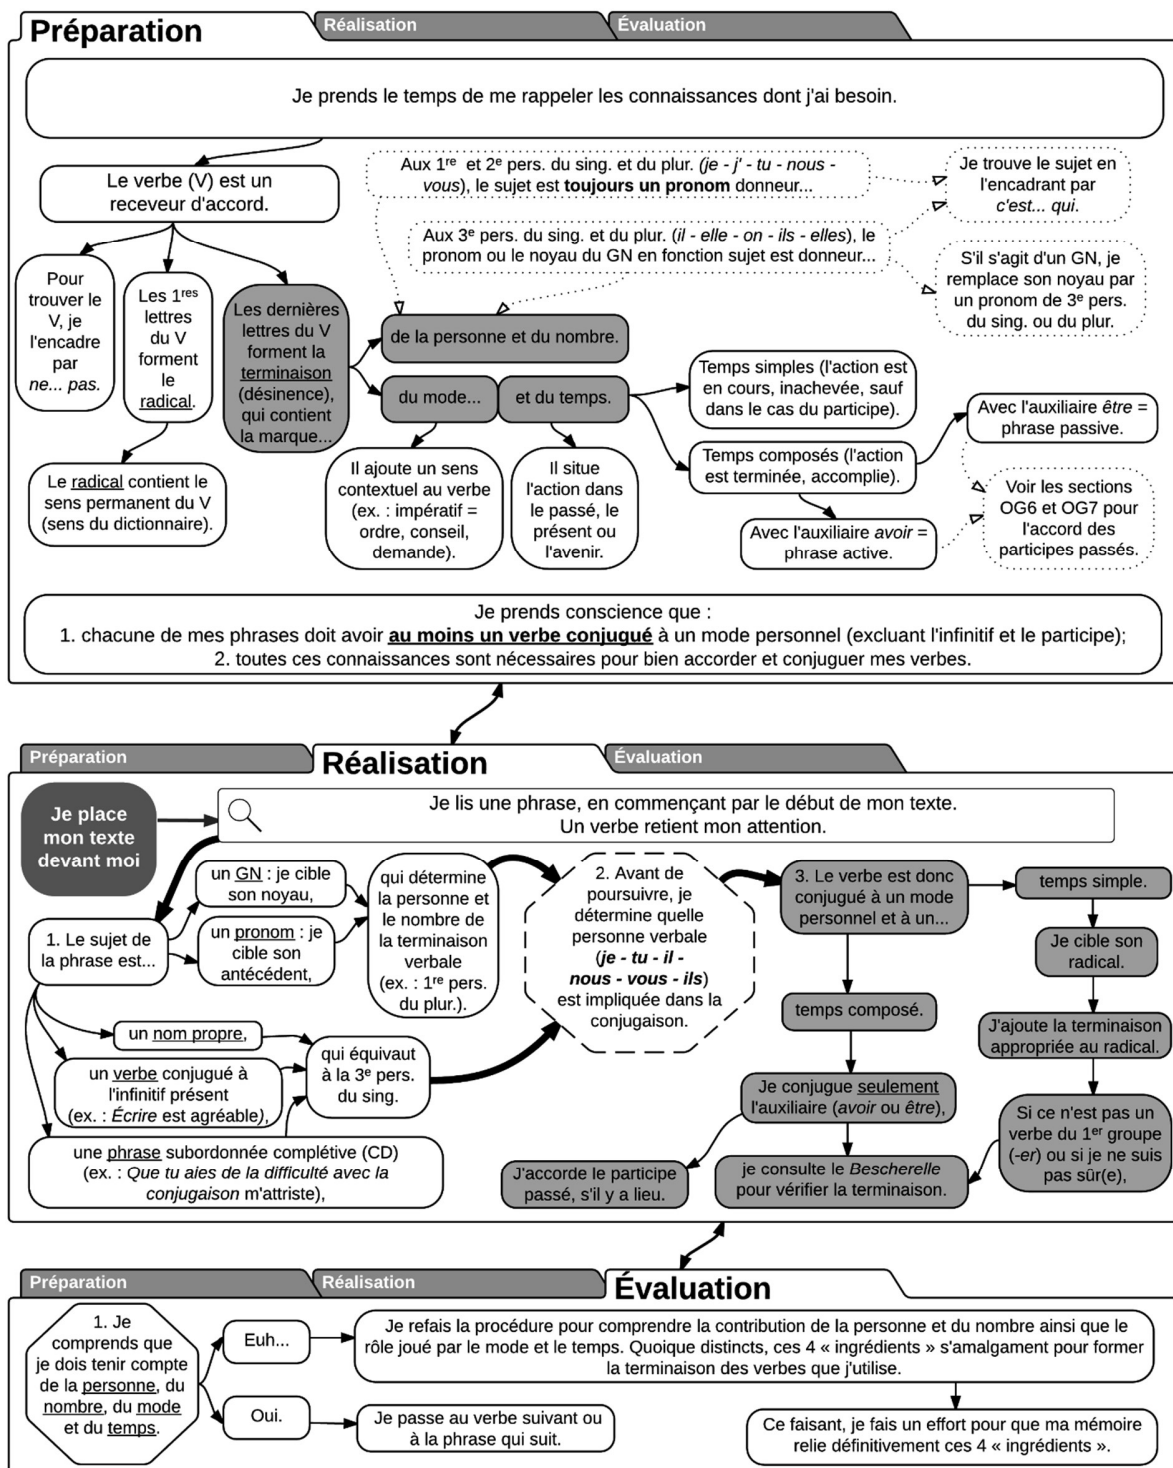 Préparation
Réalisation
Évaluation
Je prends le temps de me rappeler les connaissances dont j'ai besoin.
Le verbe (V) est un
receveur d'accord.
Aux 1re et 2e pers. du sing. et du plur. (je - j' - tu - nous -
vous), le sujet est toujours un pronom donneur...
Je trouve le sujet en
l'encadrant par
c'est... qui.
Aux 3e pers. du sing. et du plur. (il - elle - on - ils - elles), le
pronom ou le noyau du GN en fonction sujet est donneur...
S'il s'agit d'un GN, je
remplace son noyau par
un pronom de 3e pers.
du sing. ou du plur.
Pour
trouver le
V, je
l'encadre
par
ne... pas.
Les 1res
lettres
du V
forment
le
radical.
Les dernières
lettres du V
forment la
terminaison
(désinence),
qui contient
la marque...
de la personne et du nombre.
du mode...
et du temps.
Temps simples (l'action est
en cours, inachevée, sauf
dans le cas du participe).
Temps composés (l'action
est terminée, accomplie).
Avec l'auxiliaire être =
phrase passive.
Le radical contient le
sens permanent du V
(sens du dictionnaire).
Il ajoute un sens
contextuel au verbe
(ex. : impératif =
ordre, conseil,
demande).
Il situe
l'action dans
le passé, le
présent ou
l'avenir.
Avec l'auxiliaire avoir =
phrase active.
Voir les sections
OG6 et OG7 pour
l'accord des
participes passés.
Je prends conscience que :
1. chacune de mes phrases doit avoir au moins un verbe conjugué à un mode personnel (excluant l'infinitif et le participe);
2. toutes ces connaissances sont nécessaires pour bien accorder et conjuguer mes verbes.
Préparation
Réalisation
Évaluation
Je place
mon texte
devant moi
Je lis une phrase, en commençant par le début de mon texte.
Un verbe retient mon attention.
1. Le sujet de
la phrase est...
un GN : je cible
son noyau,
un pronom : je
cible son
antécédent,
qui détermine
la personne et
le nombre de
la terminaison
verbale
(ex. : 1re pers.
du plur.).
un nom propre,
un verbe conjugué à
l'infinitif présent
(ex. : Écrire est agréable),
une phrase subordonnée complétive (CD)
(ex. : Que tu aies de la difficulté avec la
conjugaison m'attriste),
qui équivaut
à la 3e pers.
du sing.
2. Avant de
poursuivre, je
détermine quelle
personne verbale
(je - tu - il -
nous - vous - ils)
est impliquée dans la
conjugaison.
3. Le verbe est donc
conjugué à un mode
personnel et à un...
temps simple.
Je cible son
radical.
J'ajoute la terminaison
appropriée au radical.
Si ce n'est pas un
verbe du 1er groupe
(-er) ou si je ne suis
pas sûr(e),
temps composé.
Je conjugue seulement
l'auxiliaire (avoir ou être),
J'accorde le participe
passé, s'il y a lieu.
je consulte le Bescherelle
pour vérifier la terminaison.
Préparation
Réalisation
Évaluation
1. Je
comprends que
je dois tenir compte
de la personne, du
nombre, du mode
et du temps.
Euh...
Je refais la procédure pour comprendre la contribution de la personne et du nombre ainsi que le
rôle joué par le mode et le temps. Quoique distincts, ces 4 « ingrédients » s'amalgament pour former
la terminaison des verbes que j'utilise.
Oui.
Je passe au verbe suivant ou
à la phrase qui suit.
Ce faisant, je fais un effort pour que ma mémoire
relie définitivement ces 4 « ingrédients ».